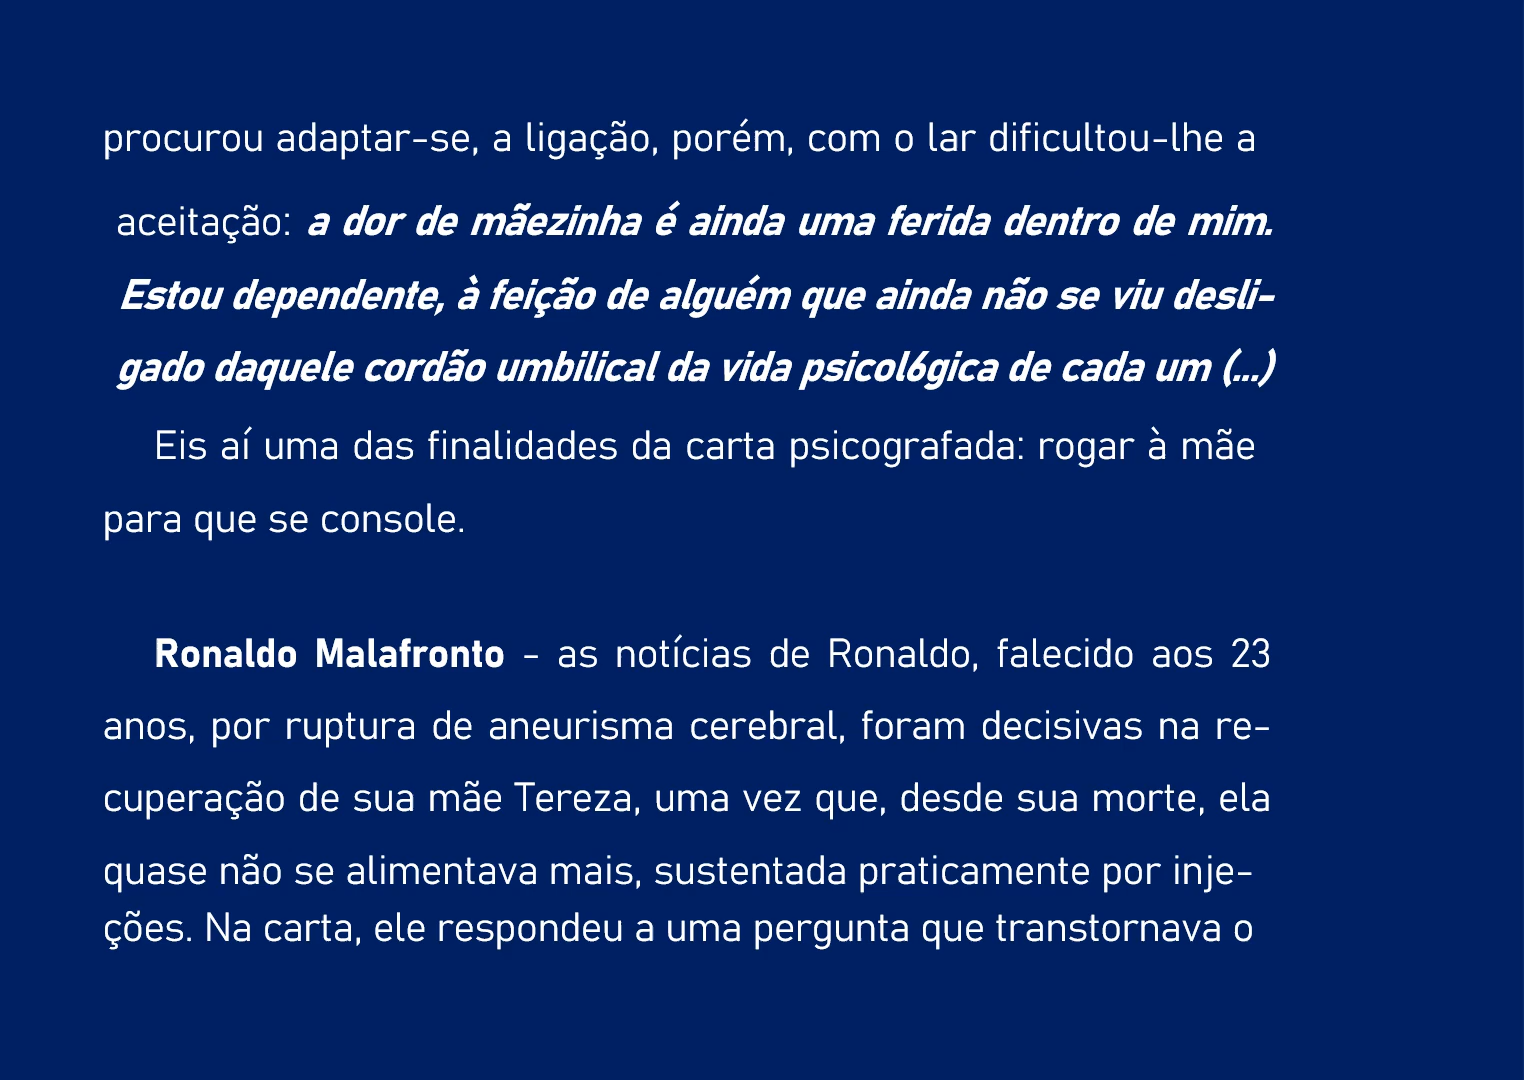 procurou adaptar-se, a ligação, porém, com o lar dificultou-lhe a
aceitação: a dor de mãezinha é ainda uma ferida dentro de mim.
Estou dependente, à feição de alguém que ainda não se viu desli-
gado daquele cordão umbilical da vida psicol6gica de cada um (...)
Eis aí uma das finalidades da carta psicografada: rogar à mãe
para que se console.
Ronaldo Malafronto - as notícias de Ronaldo, falecido aos 23
anos, por ruptura de aneurisma cerebral, foram decisivas na re-
cuperação de sua mãe Tereza, uma vez que, desde sua morte, ela
quase não se alimentava mais, sustentada praticamente por inje-
ções. Na carta, ele respondeu a uma pergunta que transtornava o